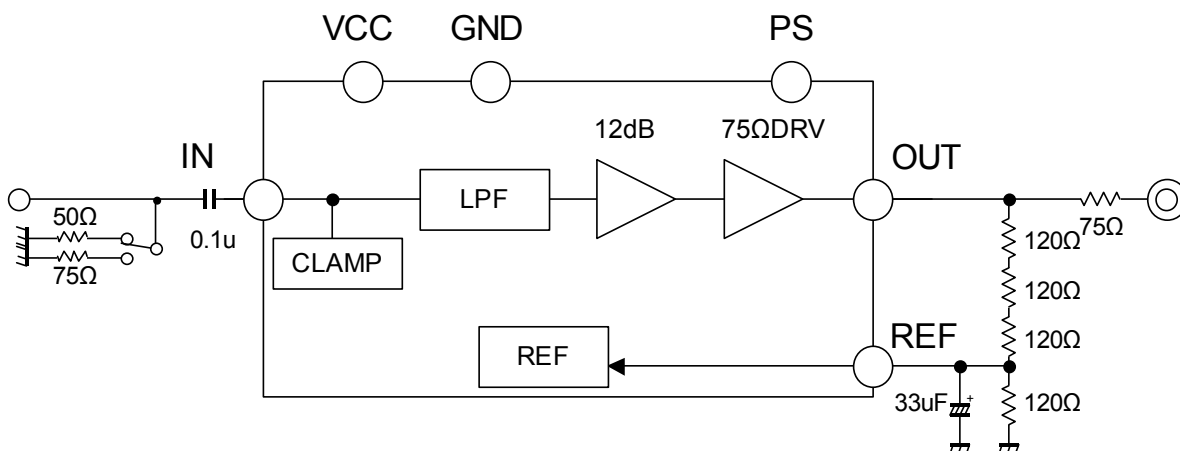 VCC GND PS
12dB 75ΩDRV
IN OUT
LPF
50Ω
75Ω
0.1u
CLAMP
75Ω
120Ω
120Ω
120Ω
REF
REF
33uF +
120Ω